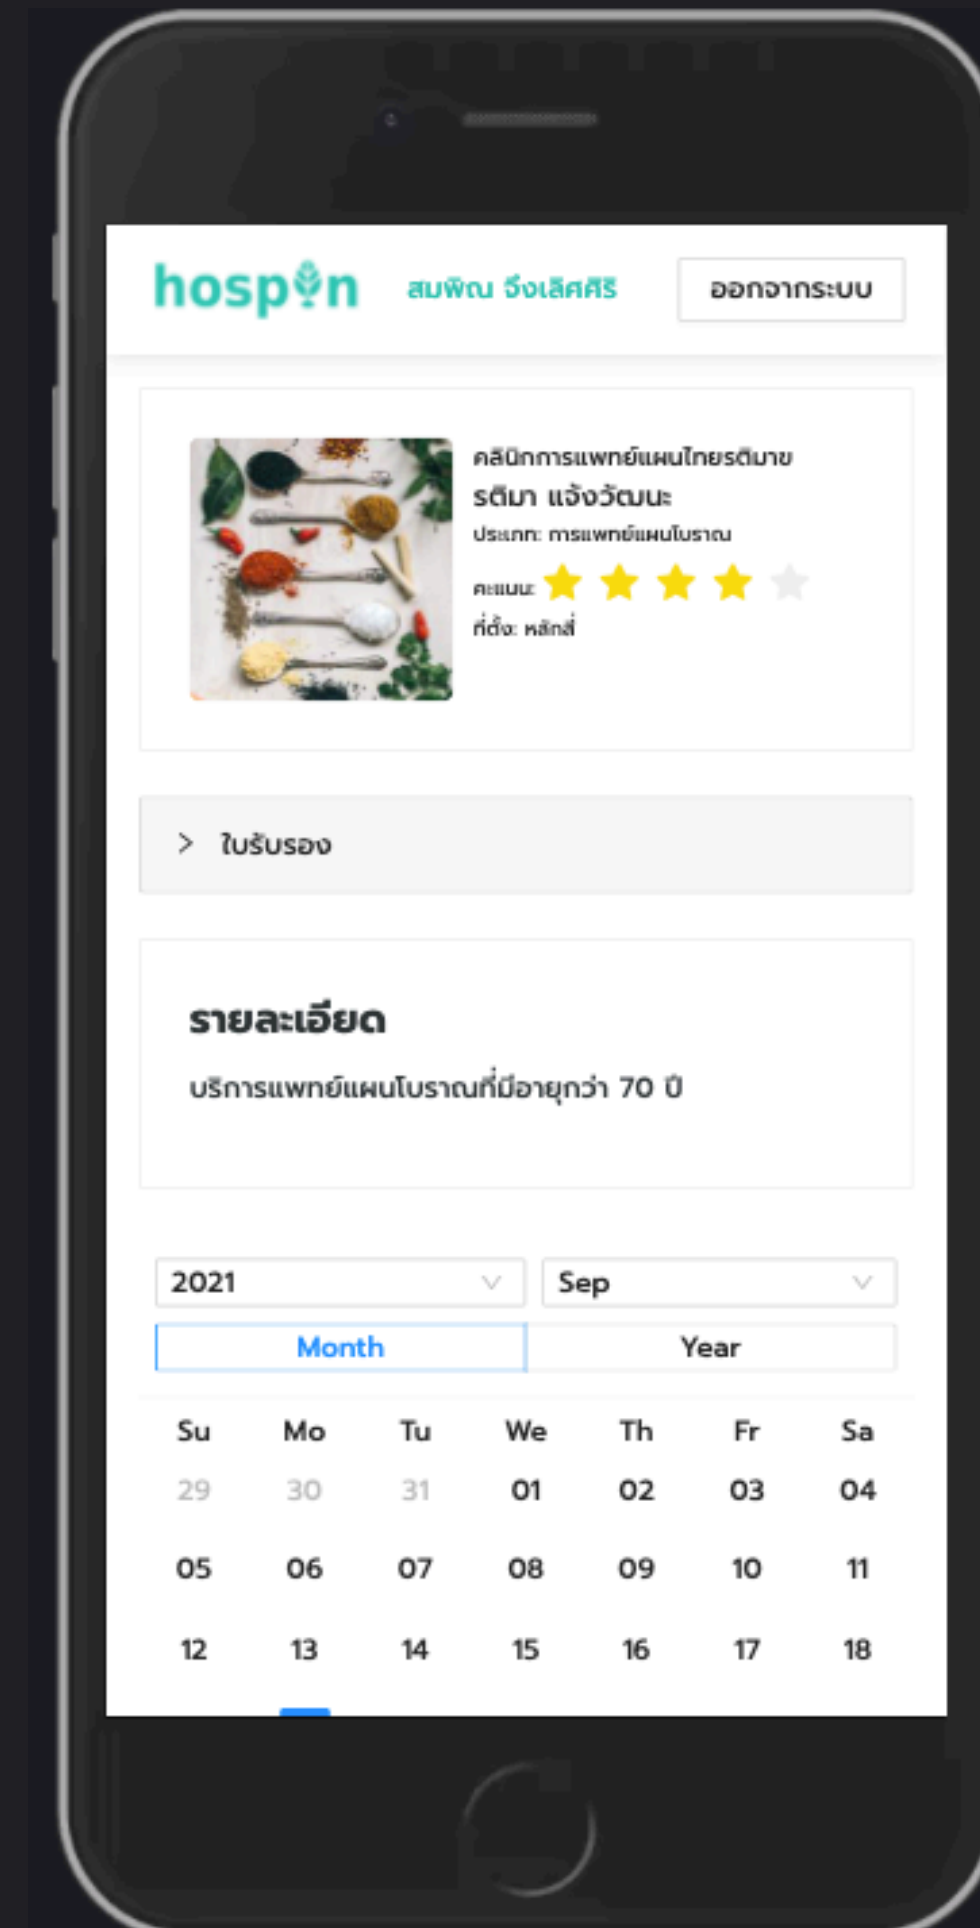 hospin สมพิณ จึงเลิศศิริ ออกจากระบบ
คลินิกการแพทย์แผนไทยรติมาข
รติมา แจ้งวัฒนะ
ประเภท: การแพทย์แผนโบราณ
คะแนน:
ที่ตั้ง: หลักสี่
> ใบรับรอง
รายละเอียด
บริการแพทย์แผนโบราณที่มีอายุกว่า 70 ปี
2021 Sep
Month Year
Su Mo Tu We Th Fr Sa
29 30 31 01 02 03 04
05 06 07 08 09 10 11
12 13 14 15 16 17 18